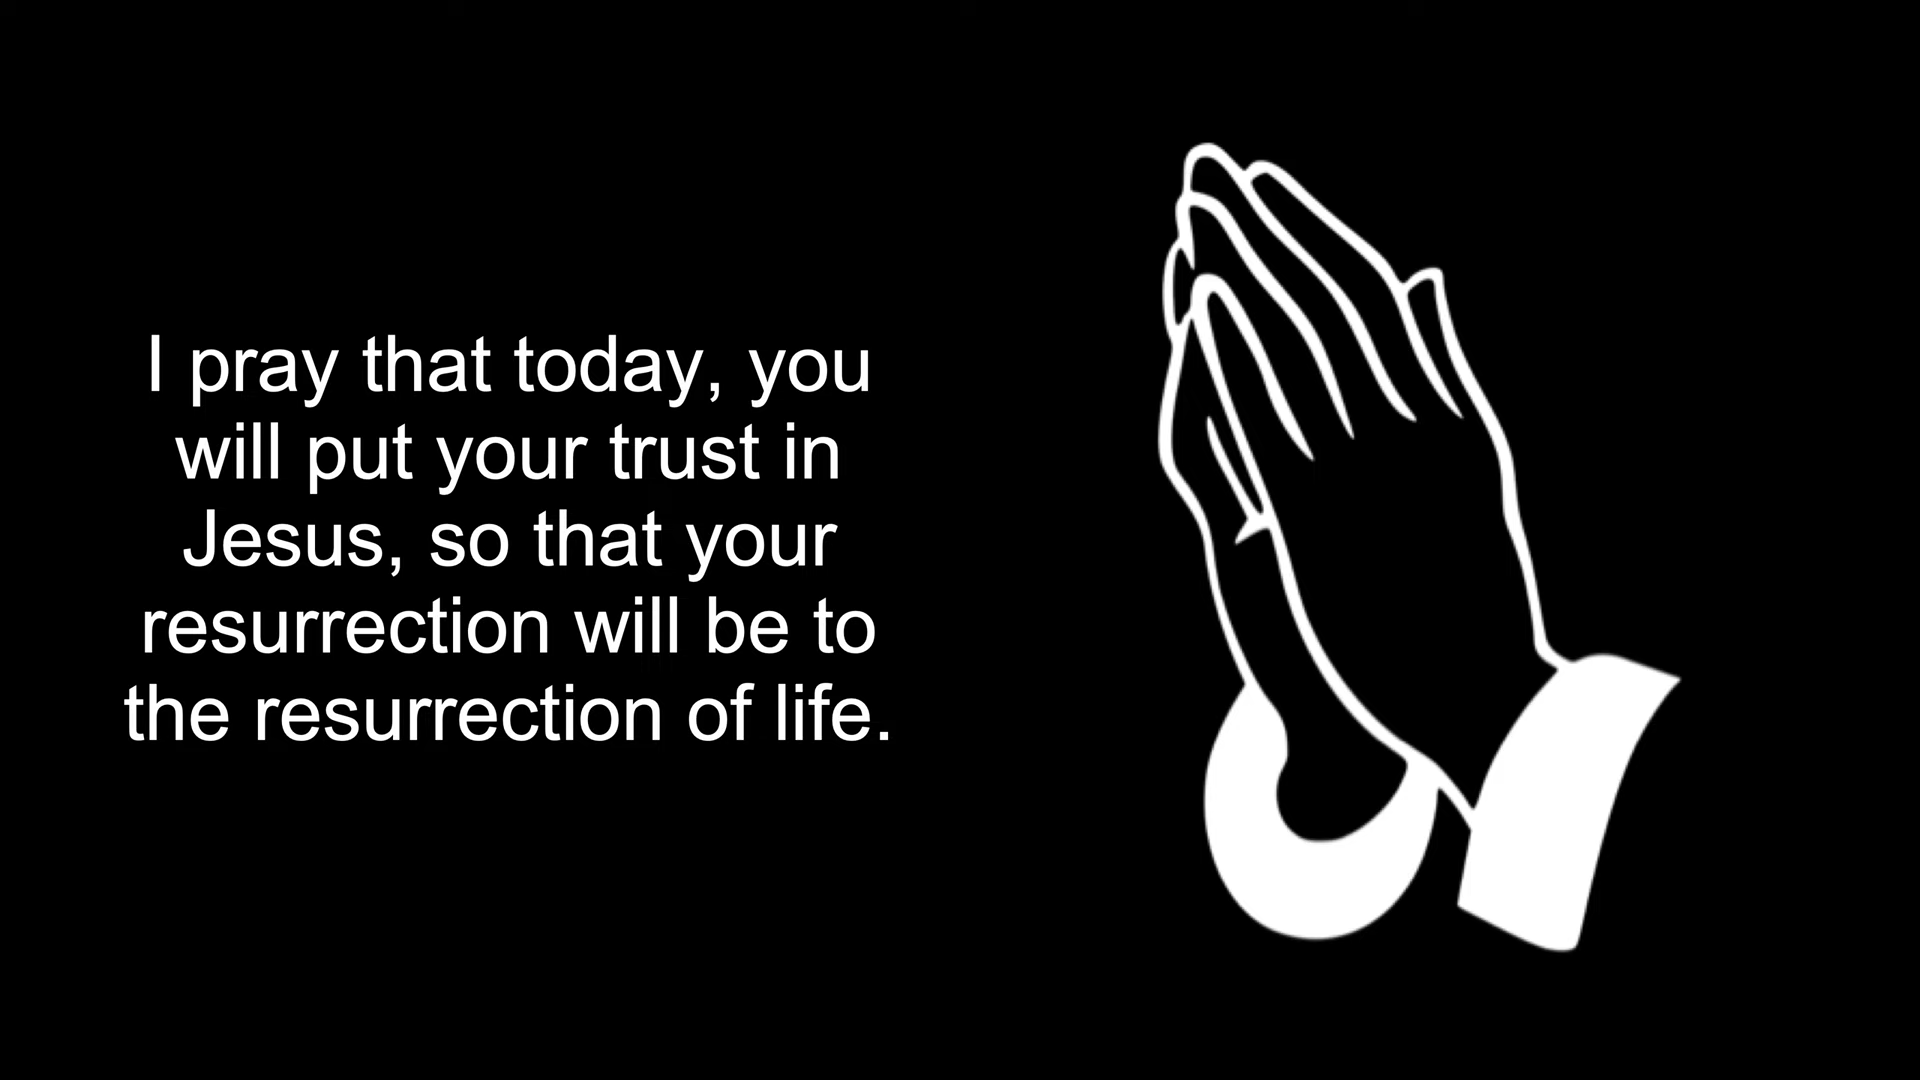 I pray that today, you
will put your trust in
Jesus, so that your
resurrection will be to
the resurrection of life.